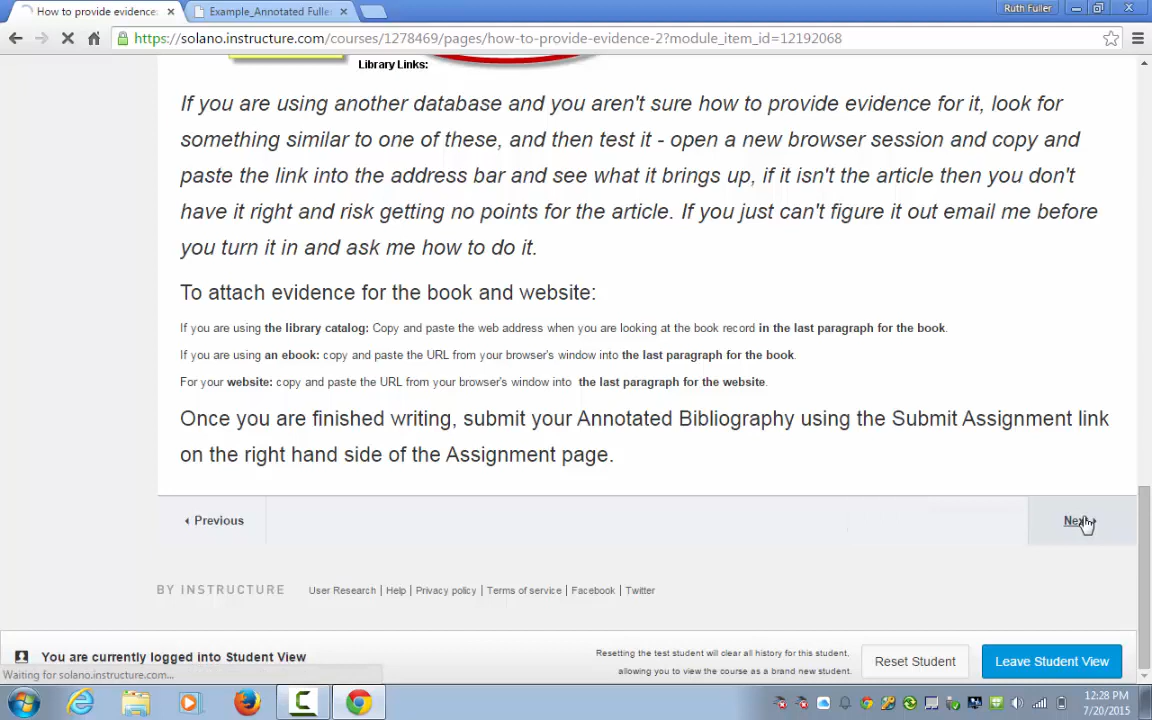 How to provide evidence:
Example_Annotated Fuller
Ruth Fuller
https://solano.instructure.com/courses/1278469/pages/how-to-provide-evidence-2?module_item_id=12192068
Library Links:
If you are using another database and you aren't sure how to provide evidence for it, look for
something similar to one of these, and then test it - open a new browser session and copy and
paste the link into the address bar and see what it brings up, if it isn't the article then you don't
have it right and risk getting no points for the article. If you just can't figure it out email me before
you turn it in and ask me how to do it.
To attach evidence for the book and website:
If you are using the library catalog: Copy and paste the web address when you are looking at the book record in the last paragraph for the book.
If you are using an ebook: copy and paste the URL from your browser's window into the last paragraph for the book.
For your website: copy and paste the URL from your browser's window into the last paragraph for the website.
Once you are finished writing, submit your Annotated Bibliography using the Submit Assignment link
on the right hand side of the Assignment page.
Previous
Next
BY INSTRUCTURE
User Research | Help | Privacy policy | Terms of service | Facebook | Twitter
You are currently logged into Student View
Resetting the test student will clear all history for this student,
allowing you to view the course as a brand new student.
Reset Student
Leave Student View
Waiting for solano.instructure.com...
12:28 PM
7/20/2015